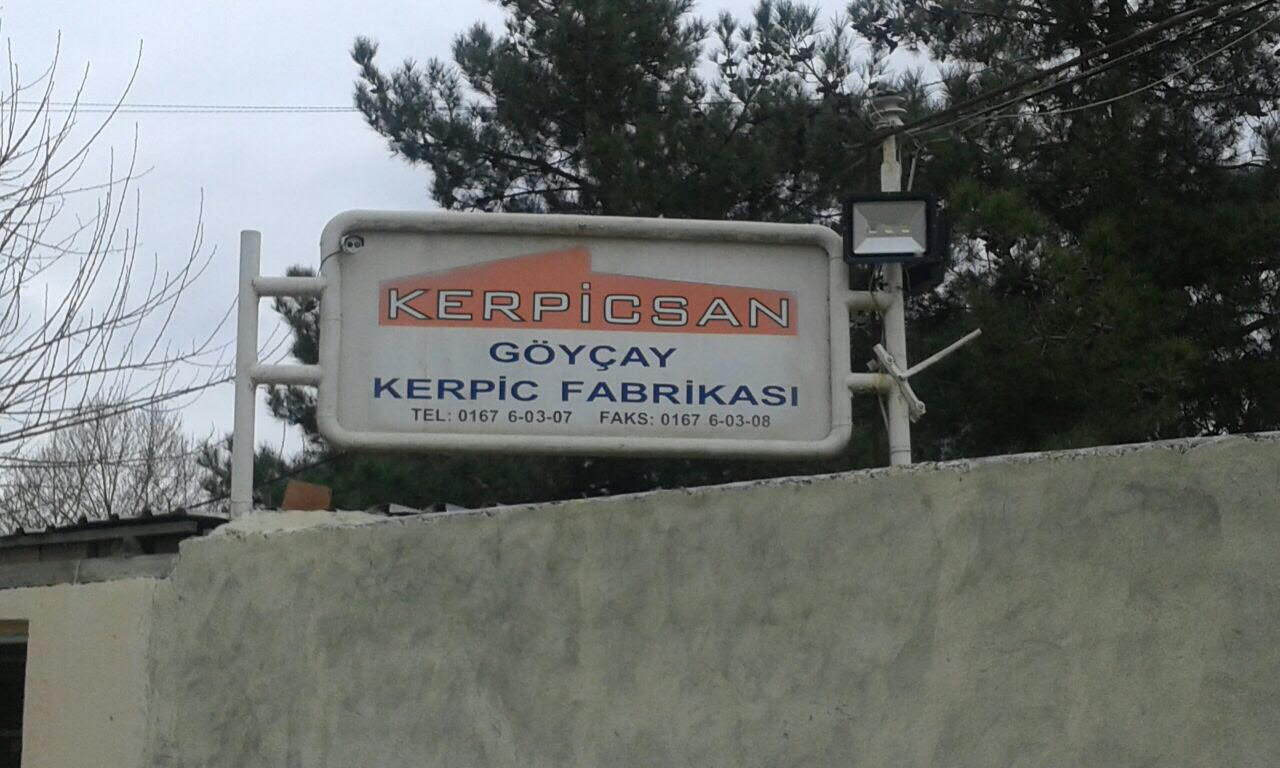 KERPİCSAN
GÖYÇAY
KERPİC FABRİKASI
TEL: 0167 6-03-07 FAKS: 0167 6-03-08